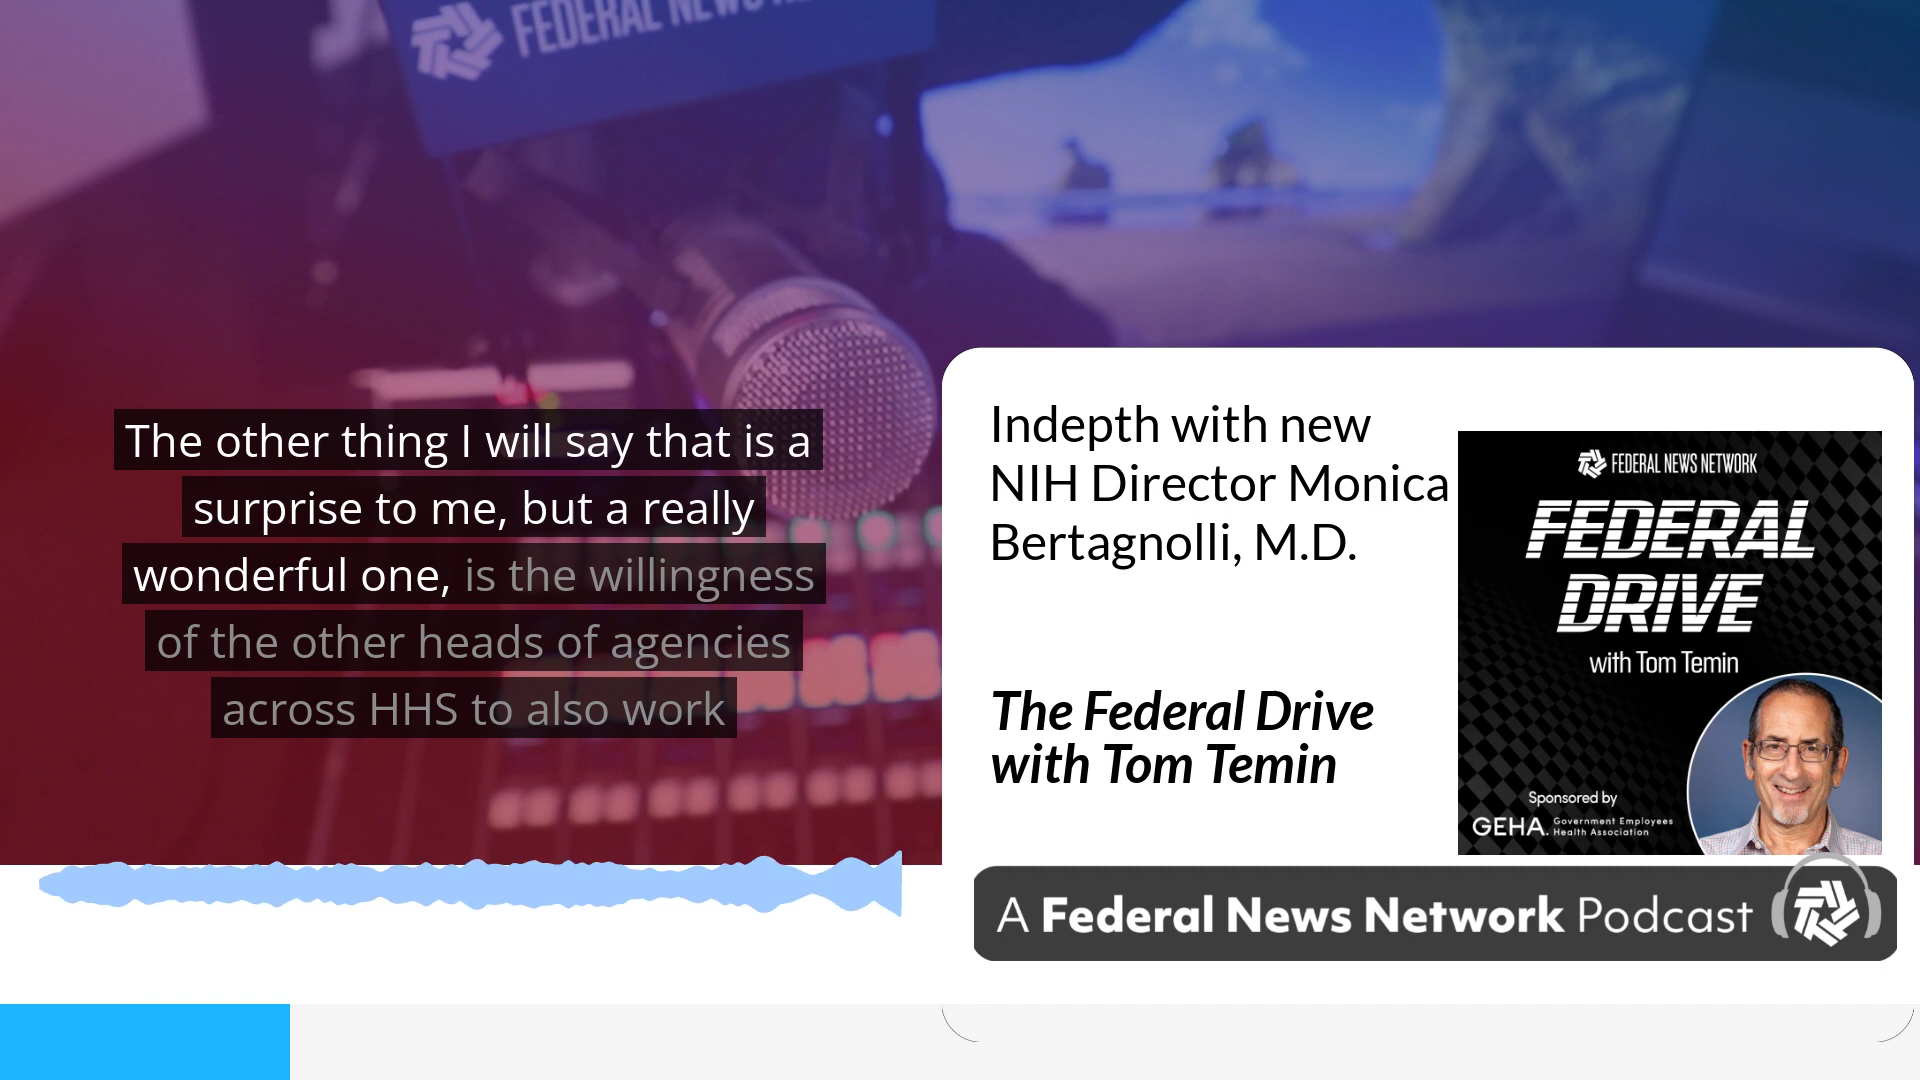 FEDERAL NEWS
The other thing I will say that is a
surprise to me, but a really
wonderful one, is the willingness
of the other heads of agencies
across HHS to also work
Indepth with new
NIH Director Monica
Bertagnolli, M.D.
The Federal Drive
with Tom Temin
FEDERAL NEWS NETWORK
FEDERAL
DRIVE
with Tom Temin
Sponsored by
GEHA. Government Employees
Health Association
A Federal News Network Podcast